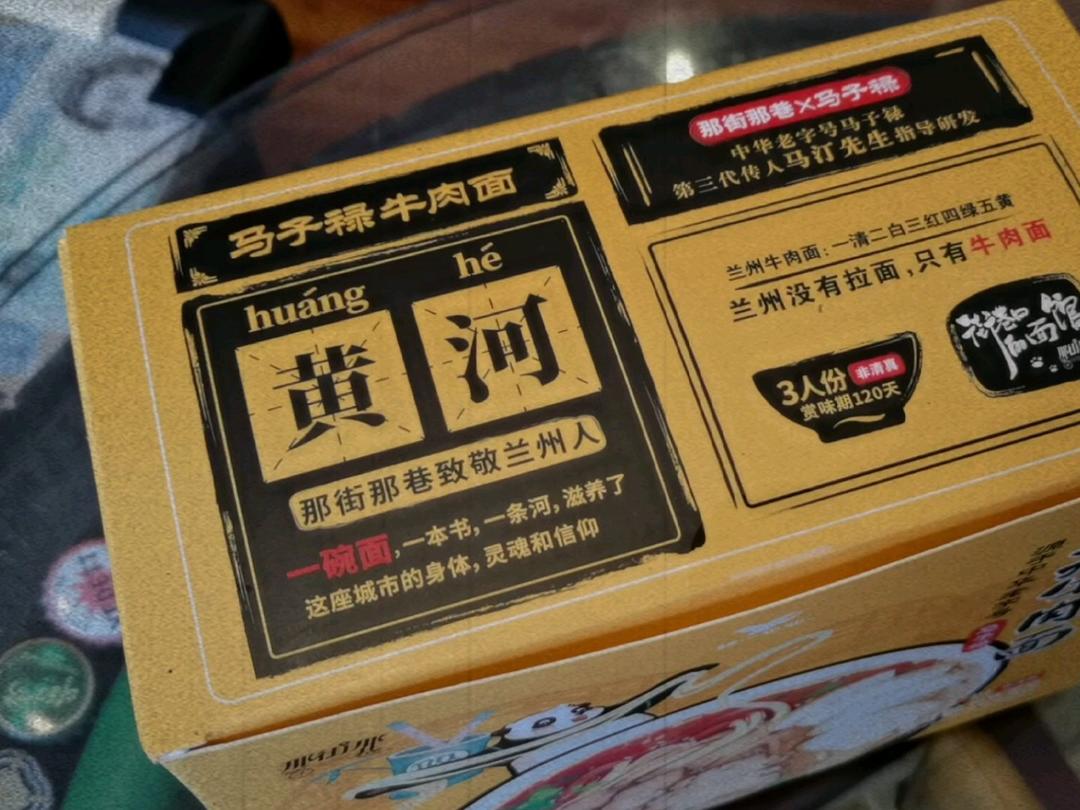 马子禄牛肉面
huáng hé
黄河
那街那巷致敬兰州人
一碗面,一本书,一条河,滋养了
这座城市的身体,灵魂和信仰
那街那巷×马子禄
中华老字号马子禄
第三代传人马汀先生指导研发
兰州牛肉面:一清二白三红四绿五黄
兰州没有拉面,只有牛肉面
3人份 非清真
赏味期120天
面馆
牛肉面